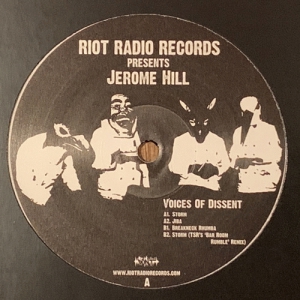 RIOT RADIO RECORDS
PRESENTS
JEROME HILL
VOICES OF DISSENT
A1. STORM
A2. JIBA
B1. BREAKNECK RHUMBA
B2. STORM (TSR'S 'BAR ROOM
RUMBLE' REMIX)
WWW.RIOTRADIORECORDS.COM
A